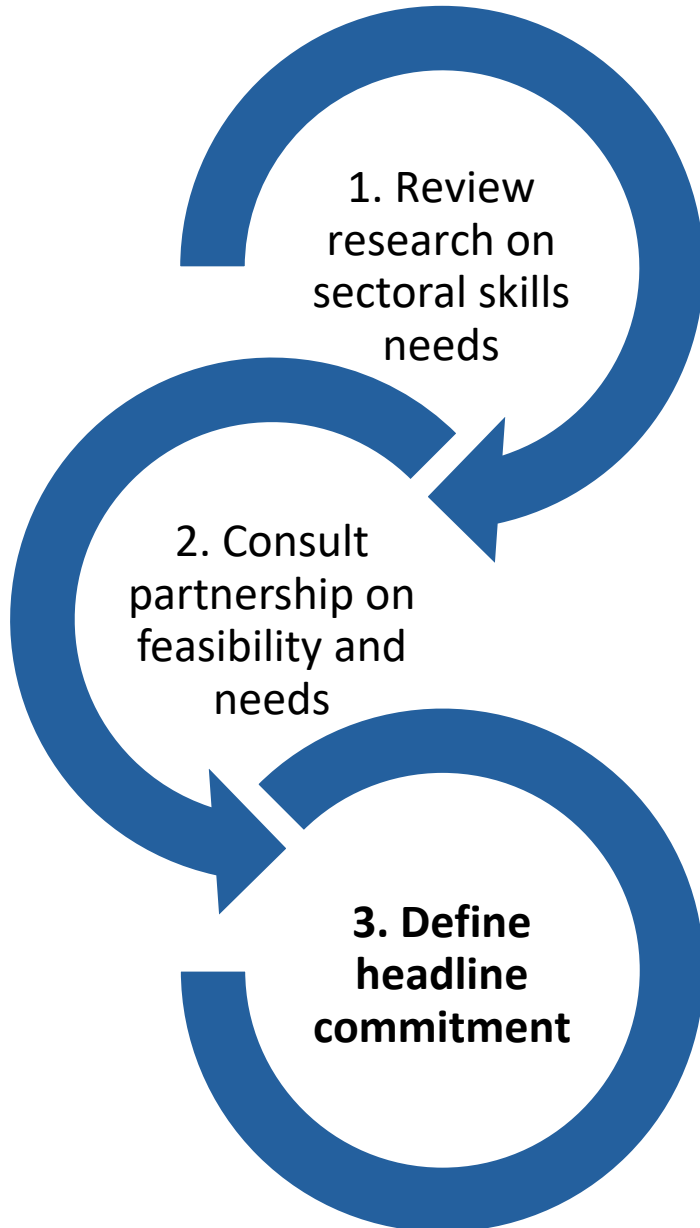 1. Review
research on
sectoral skills
needs
2. Consult
partnership on
feasibility and
needs
3. Define
headline
commitment